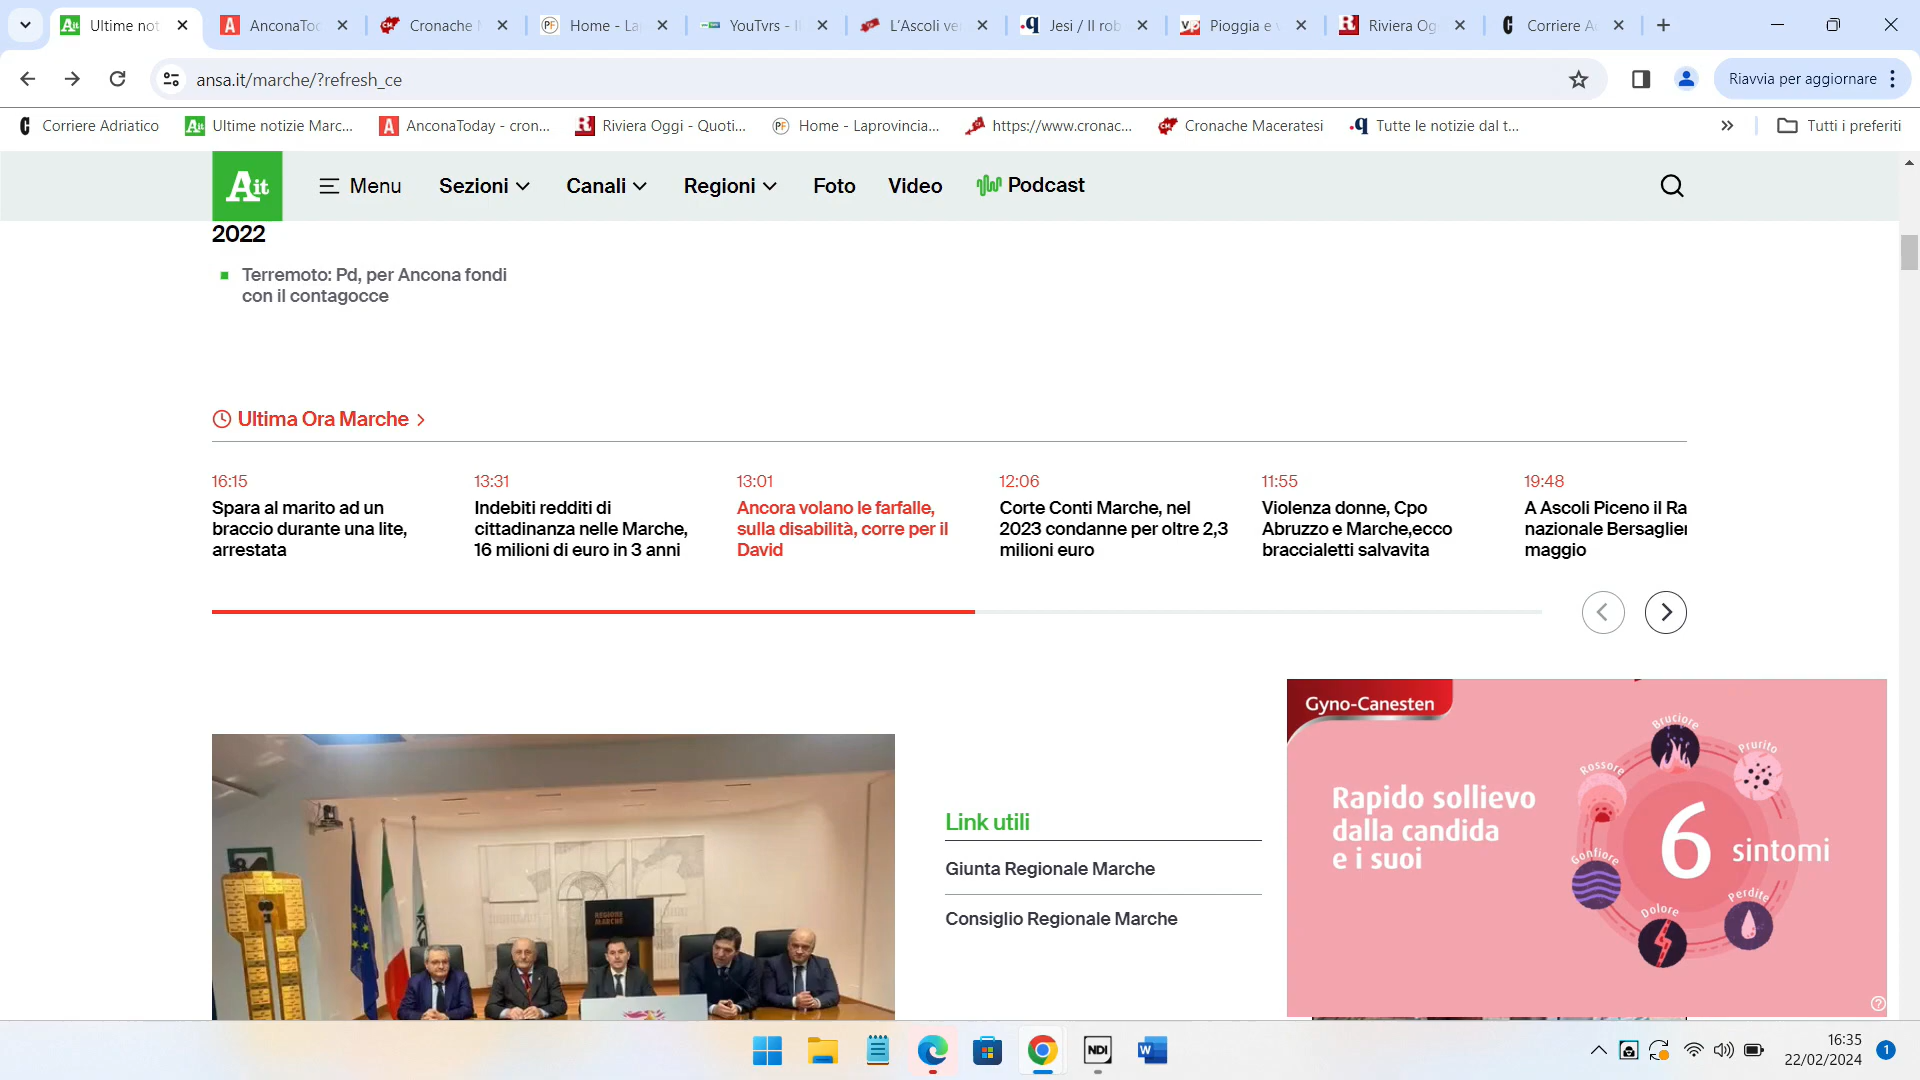 Ultime not
AnconaToc
Cronache M
Home - Lap
YouTvrs - Il
L'Ascoli ver
Jesi / Il rob
Pioggia e v
Riviera Og
Corriere A
ansa.it/marche/?refresh_ce
Riavvia per aggiornare
Corriere Adriatico
Ultime notizie Marc...
AnconaToday - cron...
Riviera Oggi - Quoti...
Home - Laprovincia...
https://www.cronac...
Cronache Maceratesi
Tutte le notizie dal t...
Tutti i preferiti
Ait
Menu
Sezioni
Canali
Regioni
Foto
Video
Podcast
2022
Terremoto: Pd, per Ancona fondi
con il contagocce
Ultima Ora Marche
16:15
Spara al marito ad un
braccio durante una lite,
arrestata
13:31
Indebiti redditi di
cittadinanza nelle Marche,
16 milioni di euro in 3 anni
13:01
Ancora volano le farfalle,
sulla disabilità, corre per il
David
12:06
Corte Conti Marche, nel
2023 condanne per oltre 2,3
milioni euro
11:55
Violenza donne, Cpo
Abruzzo e Marche,ecco
braccialetti salvavita
19:48
A Ascoli Piceno il Ra
nazionale Bersaglier
maggio
REGIONE
MARCHE
Link utili
Giunta Regionale Marche
Consiglio Regionale Marche
Gyno-Canesten
Rapido sollievo
dalla candida
e i suoi
6 sintomi
Bruciore
Prurito
Rossore
Gonfiore
Perdite
Dolore
NDI
W
16:35
22/02/2024
1